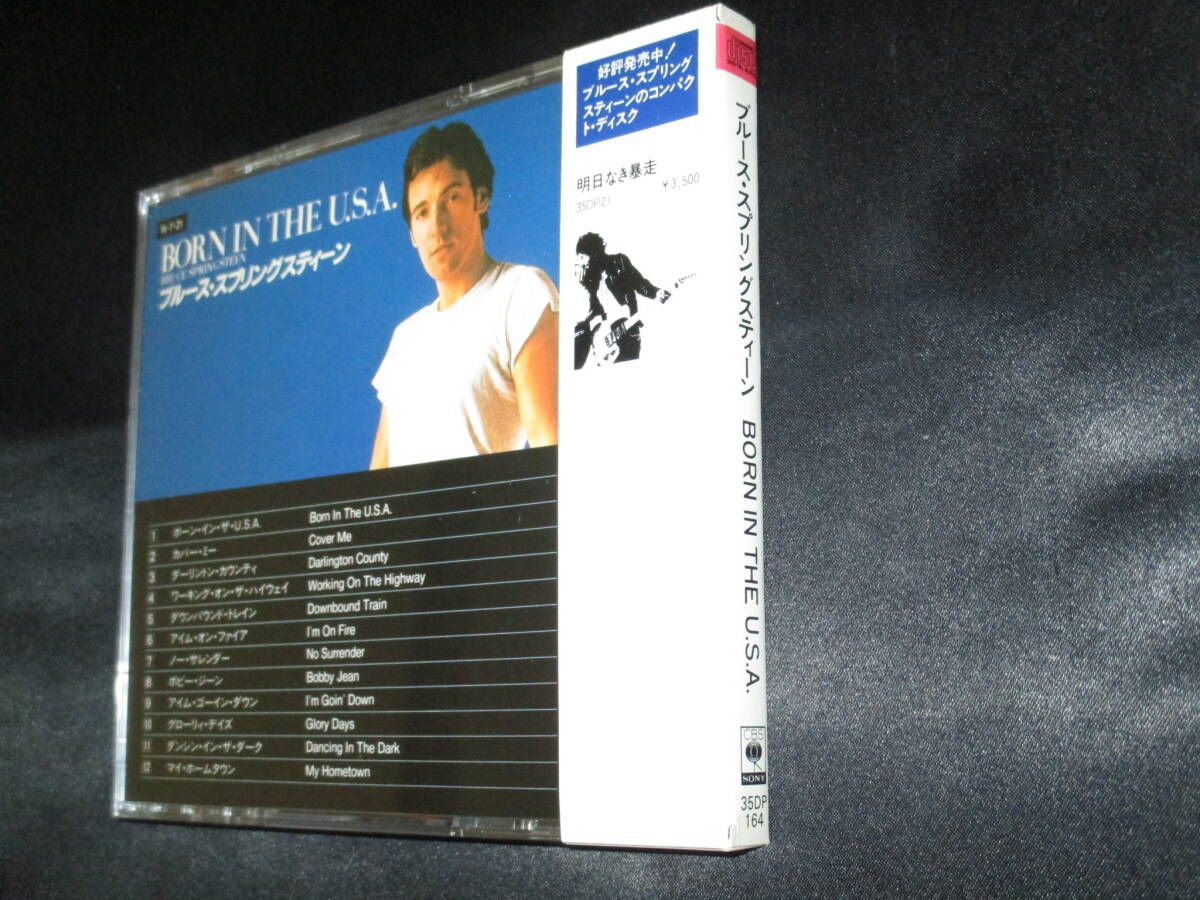 BORN IN THE U.S.A.
BRUCE SPRINGSTEEN
ブルース・スプリングスティーン
1 ボーン・イン・ザ・U.S.A. Born In The U.S.A.
2 カバー・ミー Cover Me
3 ダーリントン・カウンティ Darlington County
4 ワーキング・オン・ザ・ハイウェイ Working On The Highway
5 ダウンバウンド・トレイン Downbound Train
6 アイム・オン・ファイア I'm On Fire
7 ノー・サレンダー No Surrender
8 ボビー・ジーン Bobby Jean
9 アイム・ゴーイン・ダウン I'm Goin' Down
10 グローリィ・デイズ Glory Days
11 ダンシン・イン・ザ・ダーク Dancing In The Dark
12 マイ・ホームタウン My Hometown
好評発売中!
ブルース・スプリング
スティーンのコンパク
ト・ディスク
明日なき暴走
35DP21 ¥3,500
ブルース・スプリングスティーン BORN IN THE U.S.A.
CBS
SONY
35DP
164